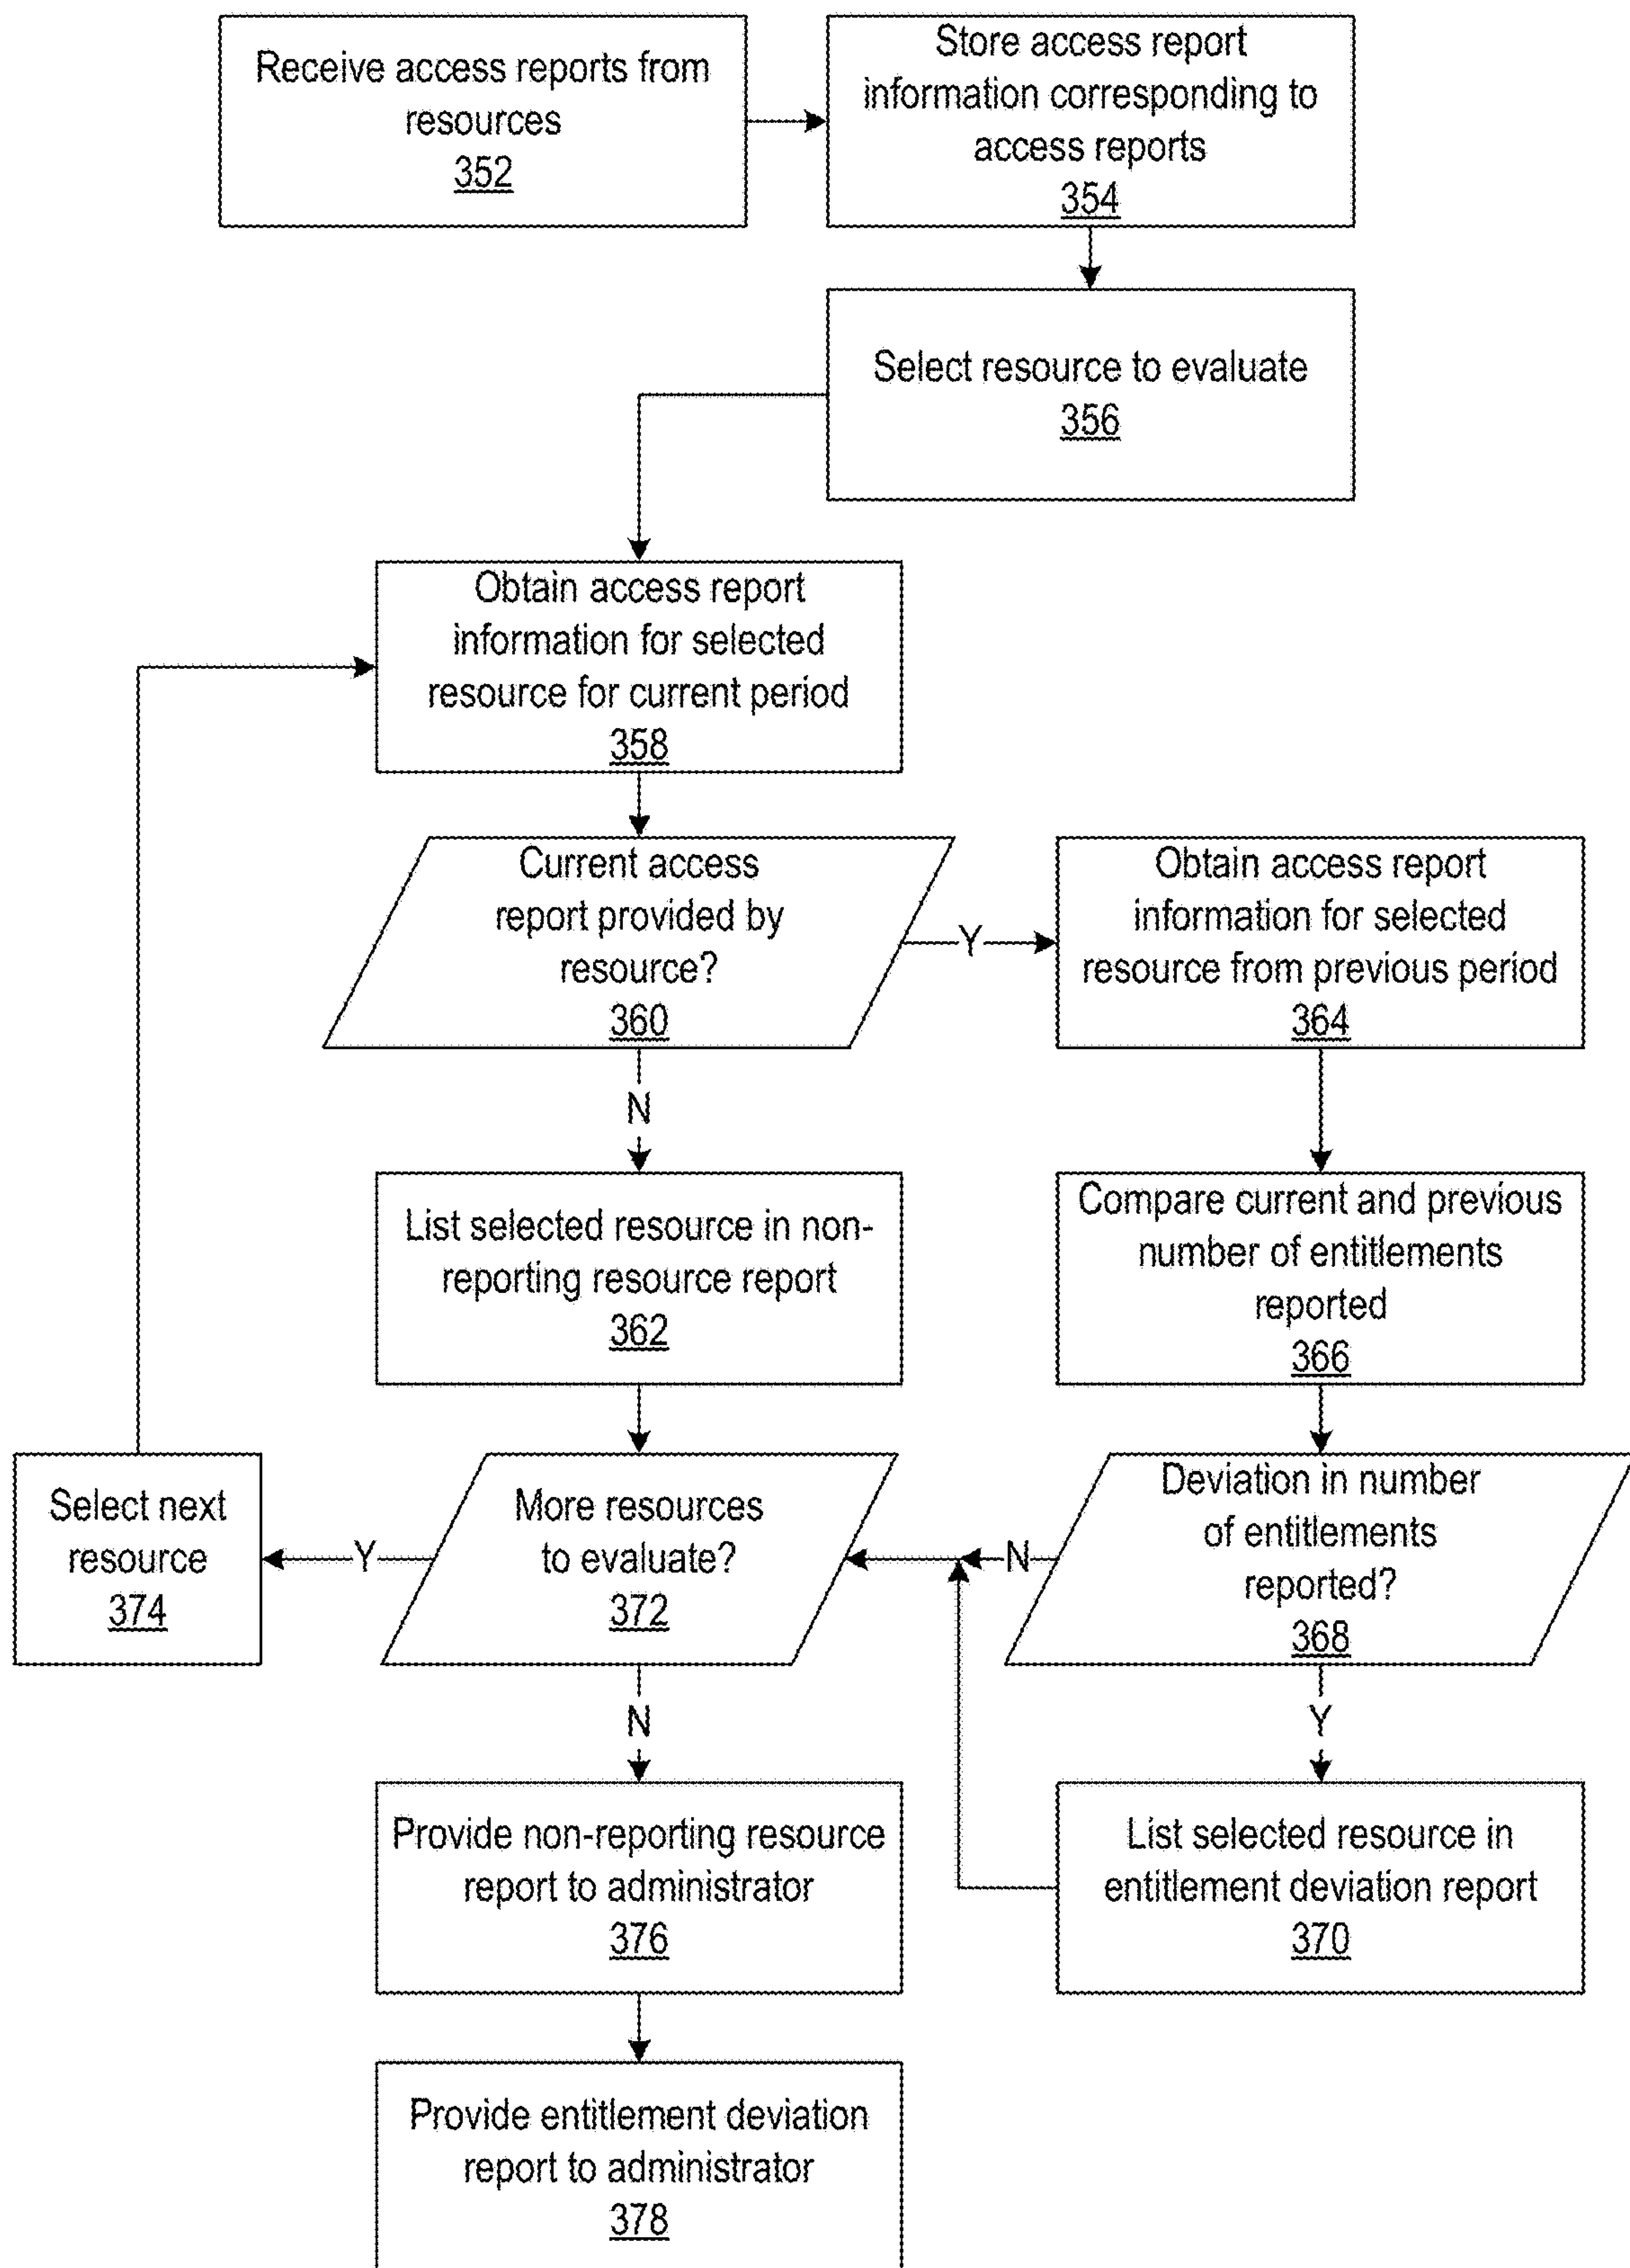 Receive access reports from
resources
352
Store access report
information corresponding to
access reports
354
Select resource to evaluate
356
Obtain access report
information for selected
resource for current period
358
Current access
report provided by
resource?
360
Y
Obtain access report
information for selected
resource from previous period
364
N
List selected resource in non-
reporting resource report
362
Compare current and previous
number of entitlements
reported
366
Select next
resource
374
Y
More resources
to evaluate?
372
N
Deviation in number
of entitlements
reported?
368
N
Y
Provide non-reporting resource
report to administrator
376
List selected resource in
entitlement deviation report
370
Provide entitlement deviation
report to administrator
378